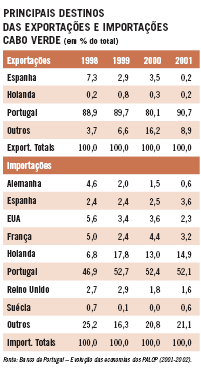 PRINCIPAIS DESTINOS
DAS EXPORTAÇÕES E IMPORTAÇÕES
CABO VERDE (em % do total)
Exportações 1998 1999 2000 2001
Espanha 7,3 2,9 3,5 0,2
Holanda 0,2 0,8 0,3 0,2
Portugal 88,9 89,7 80,1 90,7
Outros 3,7 6,6 16,2 8,9
Export. Totais 100,0 100,0 100,0 100,0
Importações
Alemanha 4,6 2,0 1,5 0,6
Espanha 2,4 2,4 2,5 3,6
EUA 5,6 3,4 3,6 2,3
França 5,0 2,4 4,4 3,2
Holanda 6,8 17,8 13,0 14,9
Portugal 46,9 52,7 52,4 52,1
Reino Unido 2,7 2,9 1,8 1,6
Suécia 0,7 0,1 0,0 0,6
Outros 25,2 16,3 20,8 21,1
Import. Totais 100,0 100,0 100,0 100,0
Fonte: Banco de Portugal – Evolução das economias dos PALOP (2001-2002).